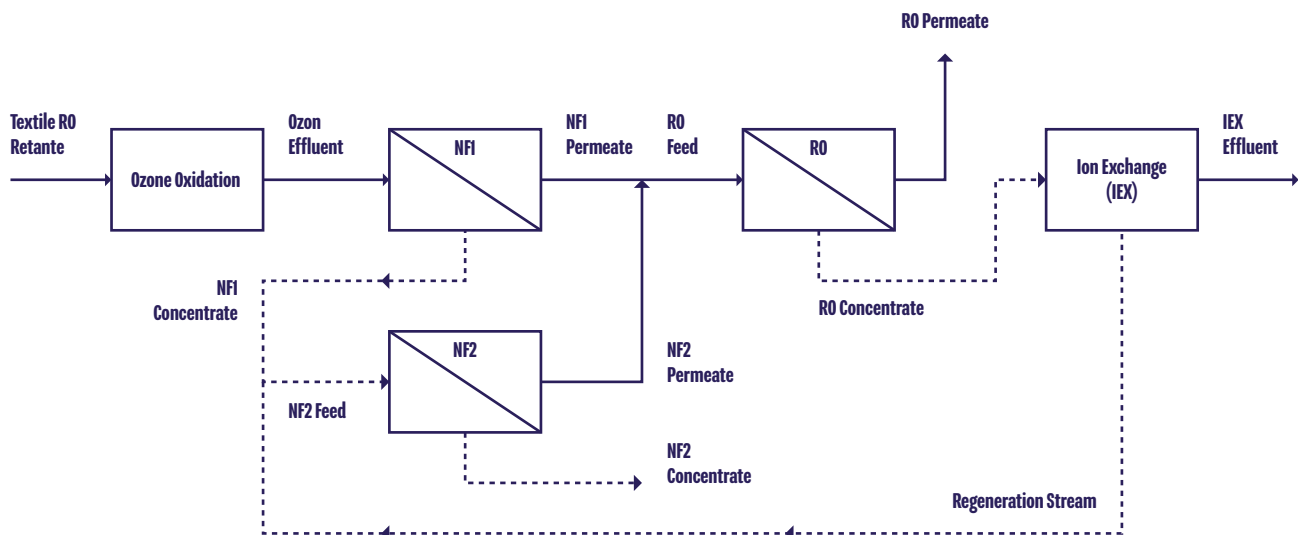 RO Permeate
Textile RO
Retante
Ozone Oxidation
Ozon
Effluent
NF1
NF1
Permeate
RO
Feed
RO
Ion Exchange
(IEX)
IEX
Effluent
NF1
Concentrate
RO Concentrate
NF2
NF2
Permeate
NF2 Feed
NF2
Concentrate
Regeneration Stream